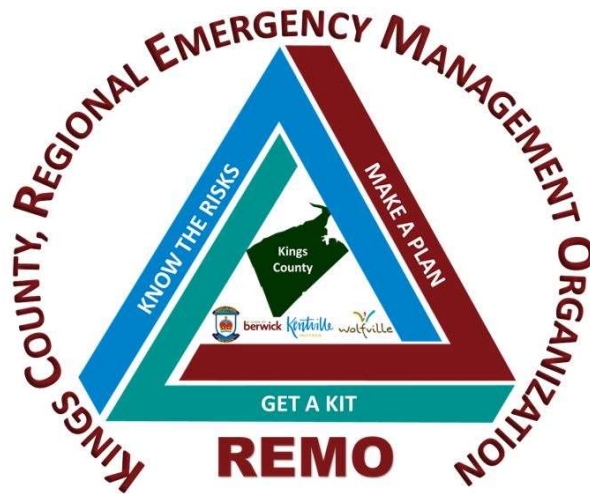 KINGS COUNTY, REGIONAL EMERGENCY MANAGEMENT ORGANIZATION
KNOW THE RISKS
MAKE A PLAN
Kings
County
berwick
Kentville
wolfville
GET A KIT
REMO